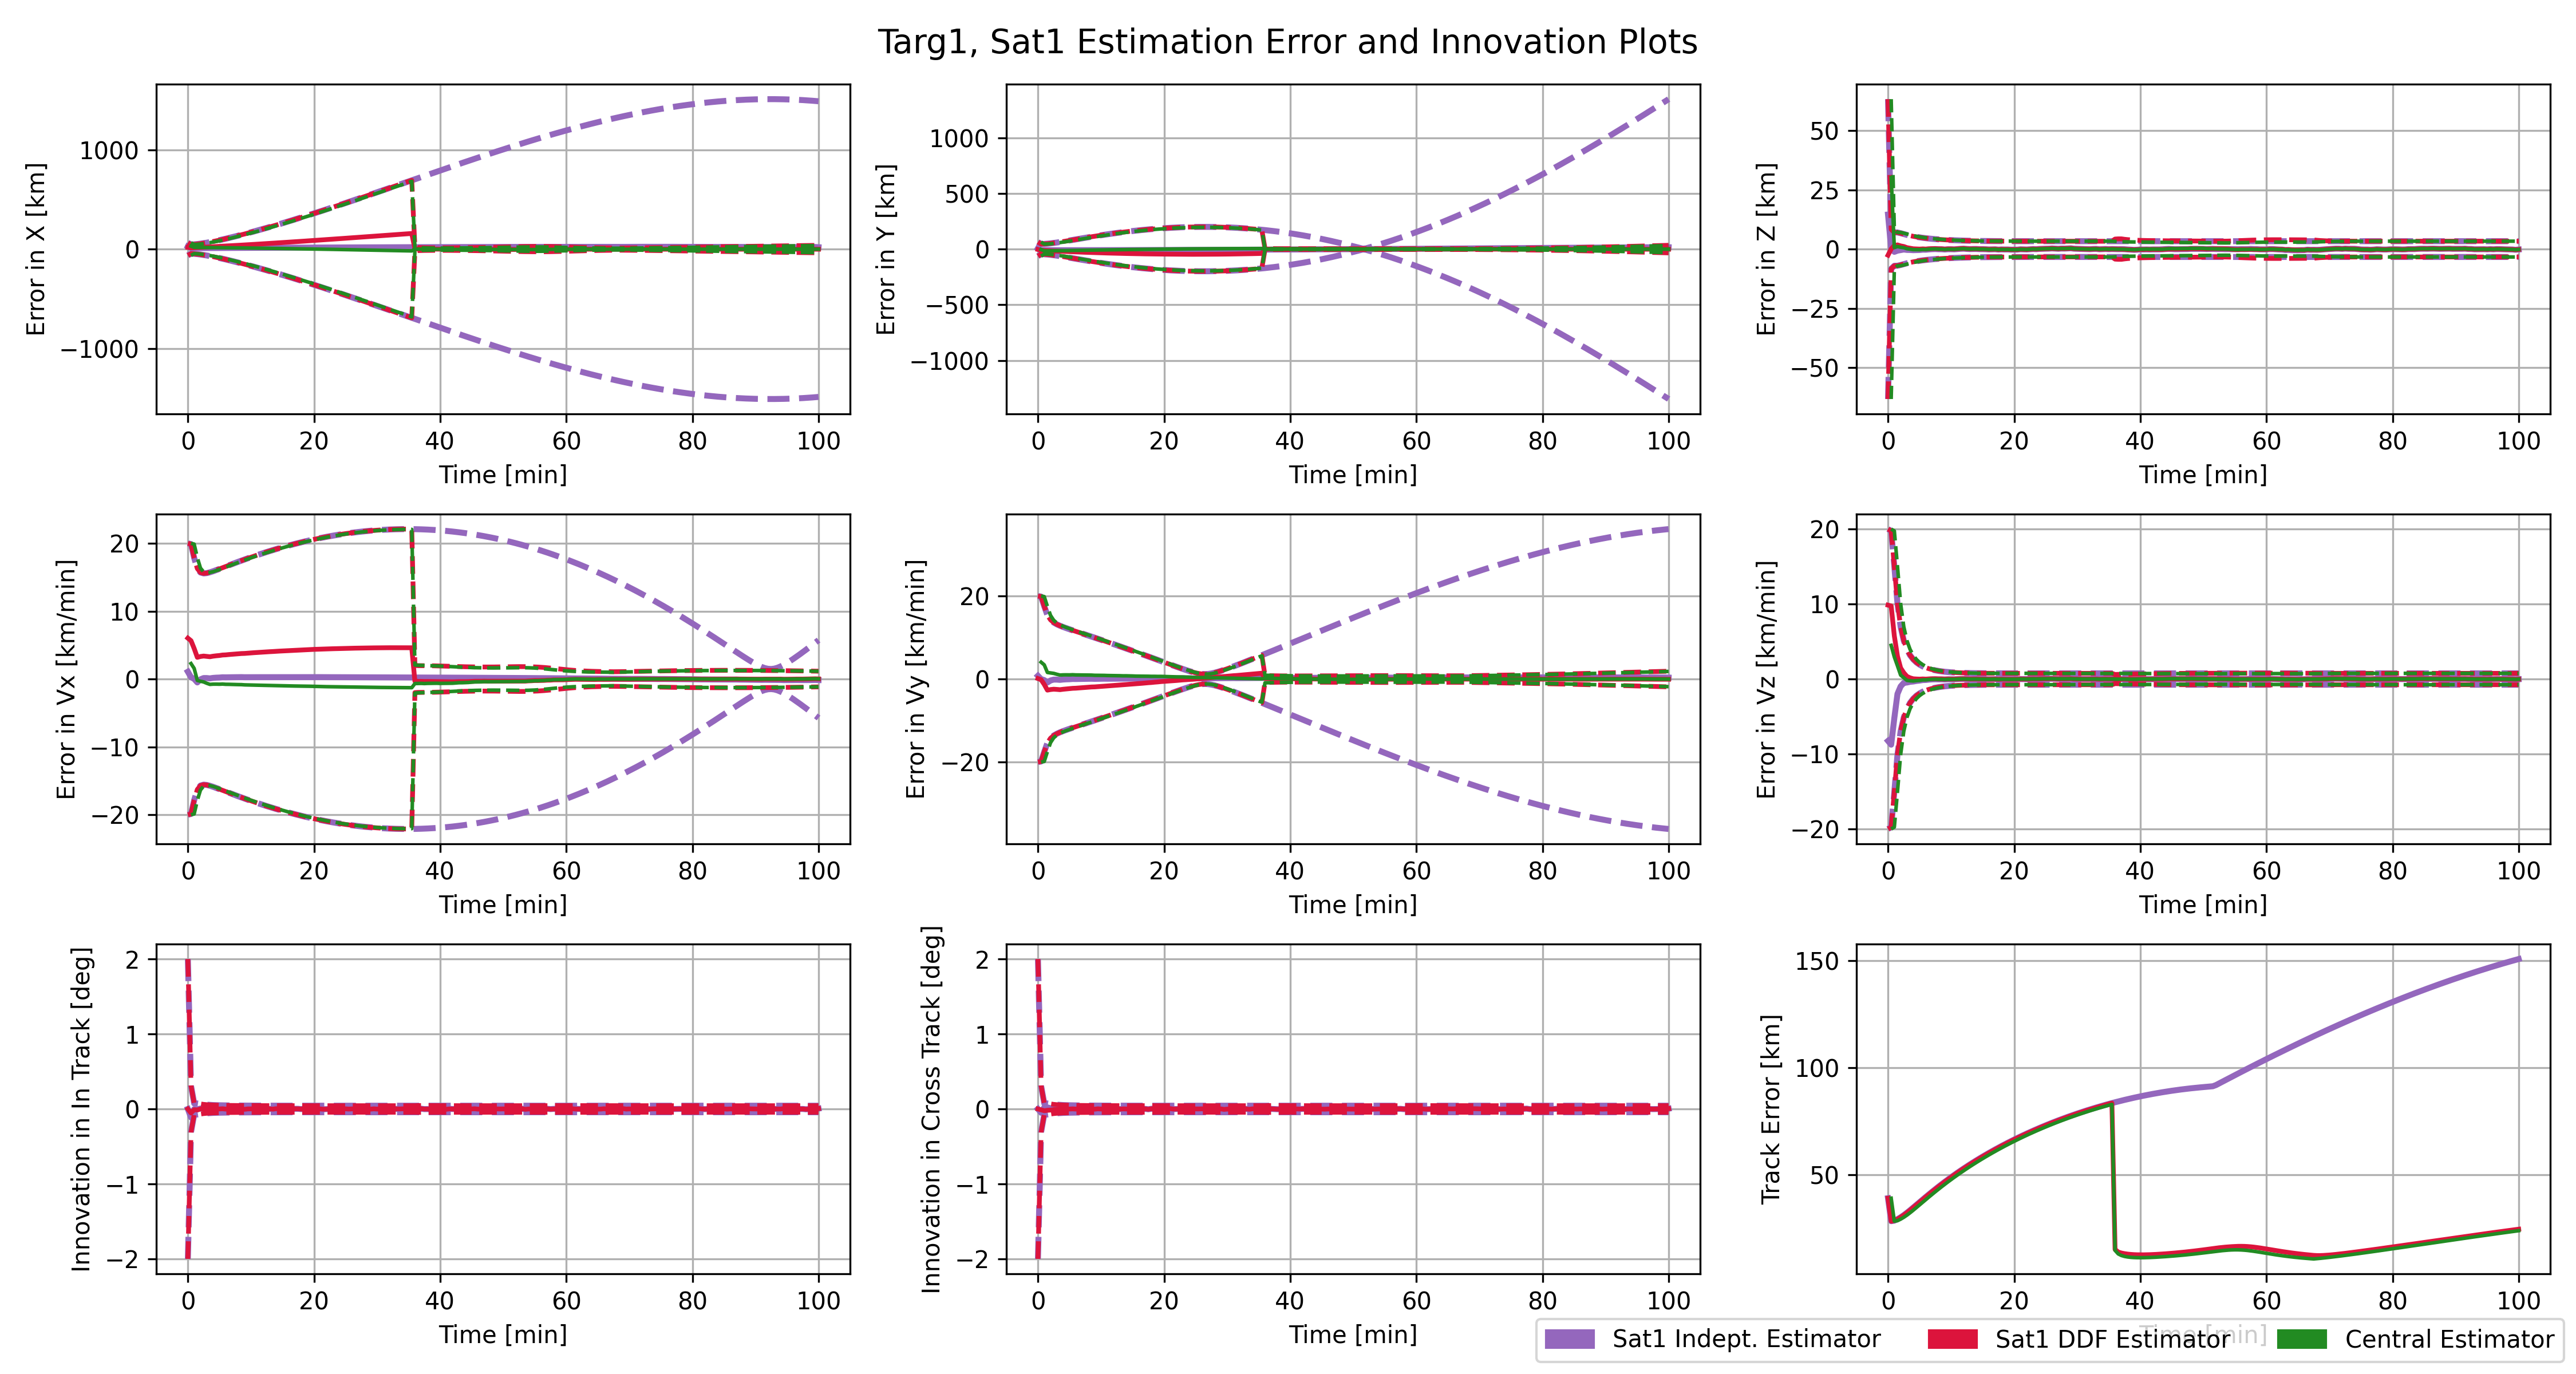 Targ1, Sat1 Estimation Error and Innovation Plots
Error in X [km]
1000
0
−1000
0 20 40 60 80 100
Time [min]
Error in Y [km]
1000
500
0
−500
−1000
0 20 40 60 80 100
Time [min]
Error in Z [km]
50
25
0
−25
−50
0 20 40 60 80 100
Time [min]
Error in Vx [km/min]
20
10
0
−10
−20
0 20 40 60 80 100
Time [min]
Error in Vy [km/min]
20
0
−20
0 20 40 60 80 100
Time [min]
Error in Vz [km/min]
20
10
0
−10
−20
0 20 40 60 80 100
Time [min]
Innovation in In Track [deg]
2
1
0
−1
−2
0 20 40 60 80 100
Time [min]
Innovation in Cross Track [deg]
2
1
0
−1
−2
0 20 40 60 80 100
Time [min]
Track Error [km]
150
100
50
0 20 40 60 80 100
Time [min]
Sat1 Indept. Estimator
Sat1 DDF Estimator
Central Estimator